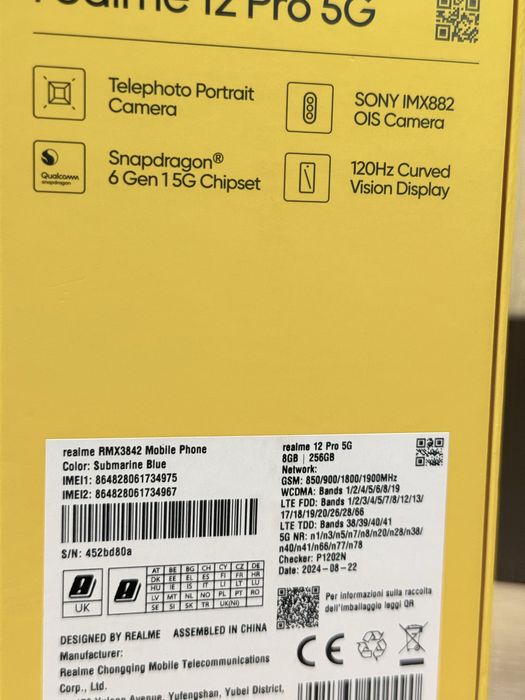 realme 12 Pro 5G
Telephoto Portrait
Camera
SONY IMX882
OIS Camera
Qualcomm
snapdragon
Snapdragon®
6 Gen 1 5G Chipset
120Hz Curved
Vision Display
realme RMX3842 Mobile Phone
Color: Submarine Blue
IMEI1: 864828061734975
IMEI2: 864828061734967
S/N: 452bd80a
realme 12 Pro 5G
8GB | 256GB
Network:
GSM: 850/900/1800/1900MHz
WCDMA: Bands 1/2/4/5/6/8/19
LTE FDD: Bands 1/2/3/4/5/7/8/12/13/
17/18/19/20/26/28/66
LTE TDD: Bands 38/39/40/41
5G NR: n1/n3/n5/n7/n8/n20/n28/n38/
n40/n41/n66/n77/n78
Checker: P1202N
Date: 2024-08-22
UK
AT BE BG CH CY CZ DE
DK EE EL ES FI FR HR
HU IE IS IT LI LT LU
LV MT NL NO PL PT RO
SE SI SK TR UK(NI)
Per informazioni sulla raccolta
dell'imballaggio leggi QR
DESIGNED BY REALME ASSEMBLED IN CHINA
Manufacturer:
Realme Chongqing Mobile Telecommunications
Corp., Ltd.
Yulong Avenue, Yufengshan, Yubei District,
CE